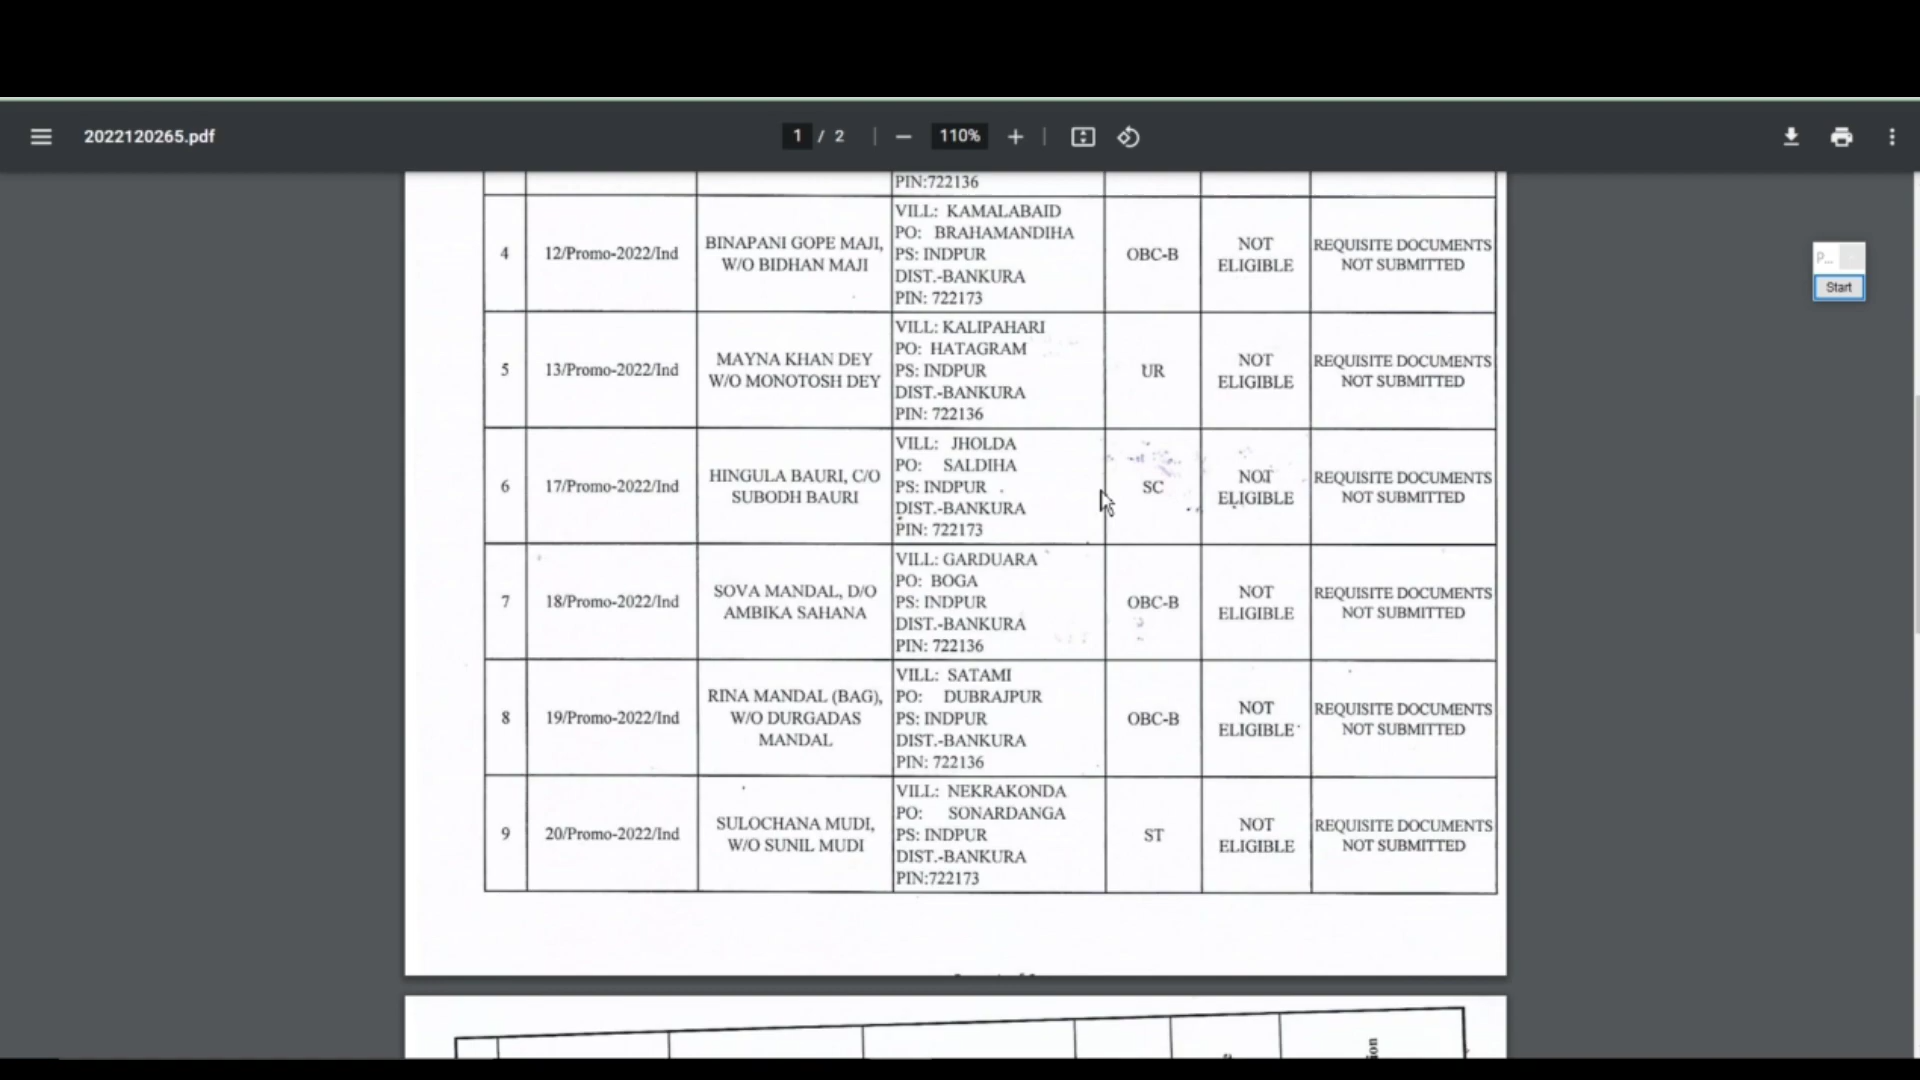 2022120265.pdf
1 / 2
110%
PIN:722136
4
12/Promo-2022/Ind
BINAPANI GOPE MAJI,
W/O BIDHAN MAJI
VILL: KAMALABAID
PO: BRAHAMANDIHA
PS: INDPUR
DIST.-BANKURA
PIN: 722173
OBC-B
NOT
ELIGIBLE
REQUISITE DOCUMENTS
NOT SUBMITTED
5
13/Promo-2022/Ind
MAYNA KHAN DEY
W/O MONOTOSH DEY
VILL: KALIPAHARI
PO: HATAGRAM
PS: INDPUR
DIST.-BANKURA
PIN: 722136
UR
NOT
ELIGIBLE
REQUISITE DOCUMENTS
NOT SUBMITTED
6
17/Promo-2022/Ind
HINGULA BAURI, C/O
SUBODH BAURI
VILL: JHOLDA
PO: SALDIHA
PS: INDPUR
DIST.-BANKURA
PIN: 722173
SC
NOT
ELIGIBLE
REQUISITE DOCUMENTS
NOT SUBMITTED
7
18/Promo-2022/Ind
SOVA MANDAL, D/O
AMBIKA SAHANA
VILL: GARDUARA
PO: BOGA
PS: INDPUR
DIST.-BANKURA
PIN: 722136
OBC-B
NOT
ELIGIBLE
REQUISITE DOCUMENTS
NOT SUBMITTED
8
19/Promo-2022/Ind
RINA MANDAL (BAG),
W/O DURGADAS
MANDAL
VILL: SATAMI
PO: DUBRAJPUR
PS: INDPUR
DIST.-BANKURA
PIN: 722136
OBC-B
NOT
ELIGIBLE
REQUISITE DOCUMENTS
NOT SUBMITTED
9
20/Promo-2022/Ind
SULOCHANA MUDI,
W/O SUNIL MUDI
VILL: NEKRAKONDA
PO: SONARDANGA
PS: INDPUR
DIST.-BANKURA
PIN:722173
ST
NOT
ELIGIBLE
REQUISITE DOCUMENTS
NOT SUBMITTED
P...
Start